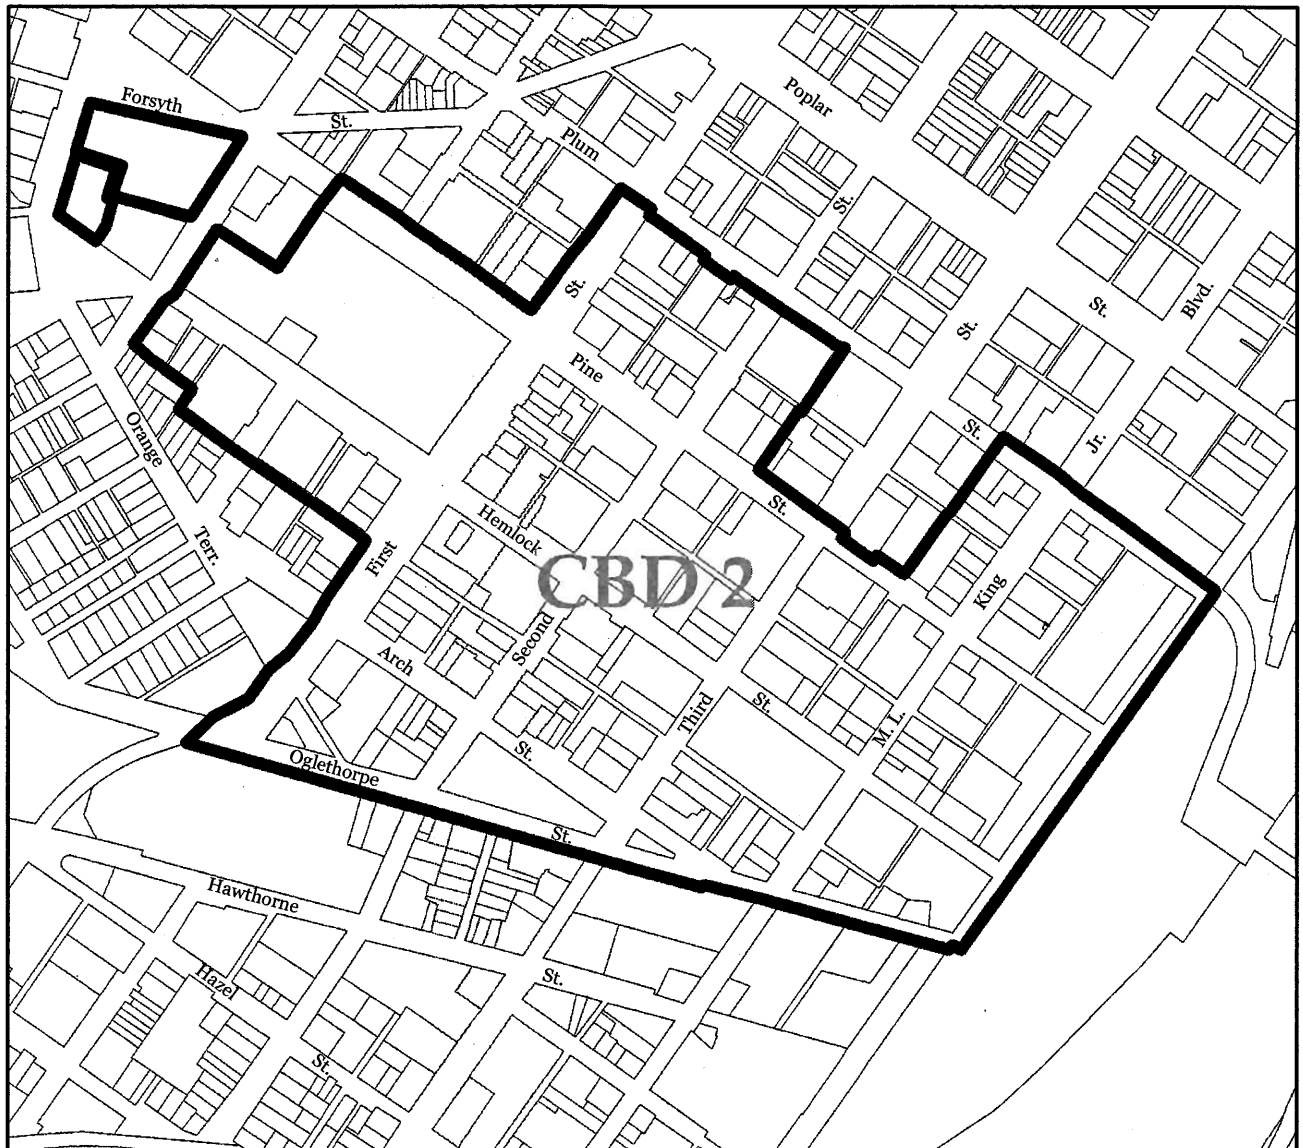 Forsyth
St.
Poplar
St.
Plum
St.
Blvd.
St.
St.
Pine
St.
Jr.
St.
Orange
Terr.
Hemlock
First
CBD 2
King
Second
Arch
Third
St.
M. L.
St.
Oglethorpe
St.
Hawthorne
St.
Hazel
St.